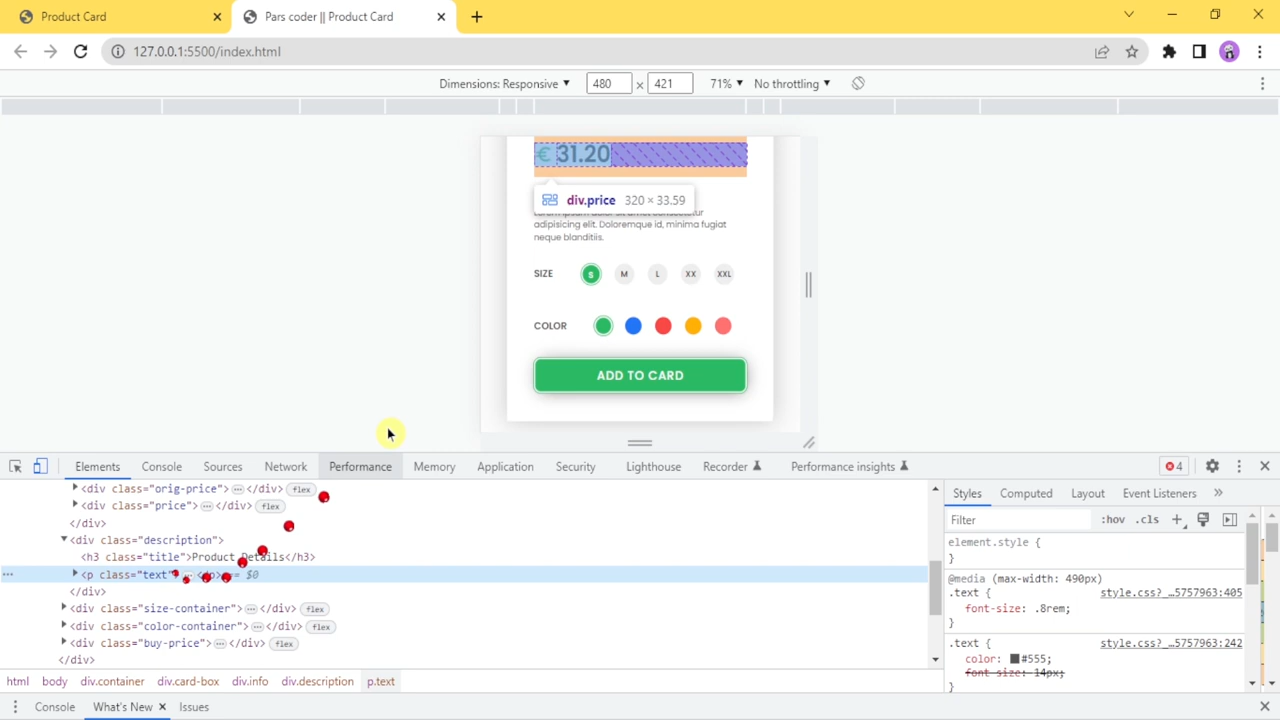 Product Card
Pars coder || Product Card
127.0.0.1:5500/index.html
Dimensions: Responsive
480 x 421
71%
No throttling
€ 31.20
div.price 320 × 33.59
adipisicing elit. Doloremque id, minima fugiat
neque blanditiis.
SIZE S M L XX XXL
COLOR
ADD TO CARD
Elements Console Sources Network Performance Memory Application Security Lighthouse Recorder Performance insights 4
<div class="orig-price">…</div> flex
<div class="price">…</div> flex
</div>
<div class="description">
<h3 class="title">Product Details</h3>
<p class="text">…</p> == $0
</div>
<div class="size-container">…</div> flex
<div class="color-container">…</div> flex
<div class="buy-price">…</div> flex
</div>
html body div.container div.card-box div.info div.description p.text
Styles Computed Layout Event Listeners »
Filter :hov .cls
element.style {
}
@media (max-width: 490px)
.text { style.css?_…5757963:405
font-size: .8rem;
}
.text { style.css?_…5757963:242
color: #555;
font-size: 14px;
}
Console What's New Issues